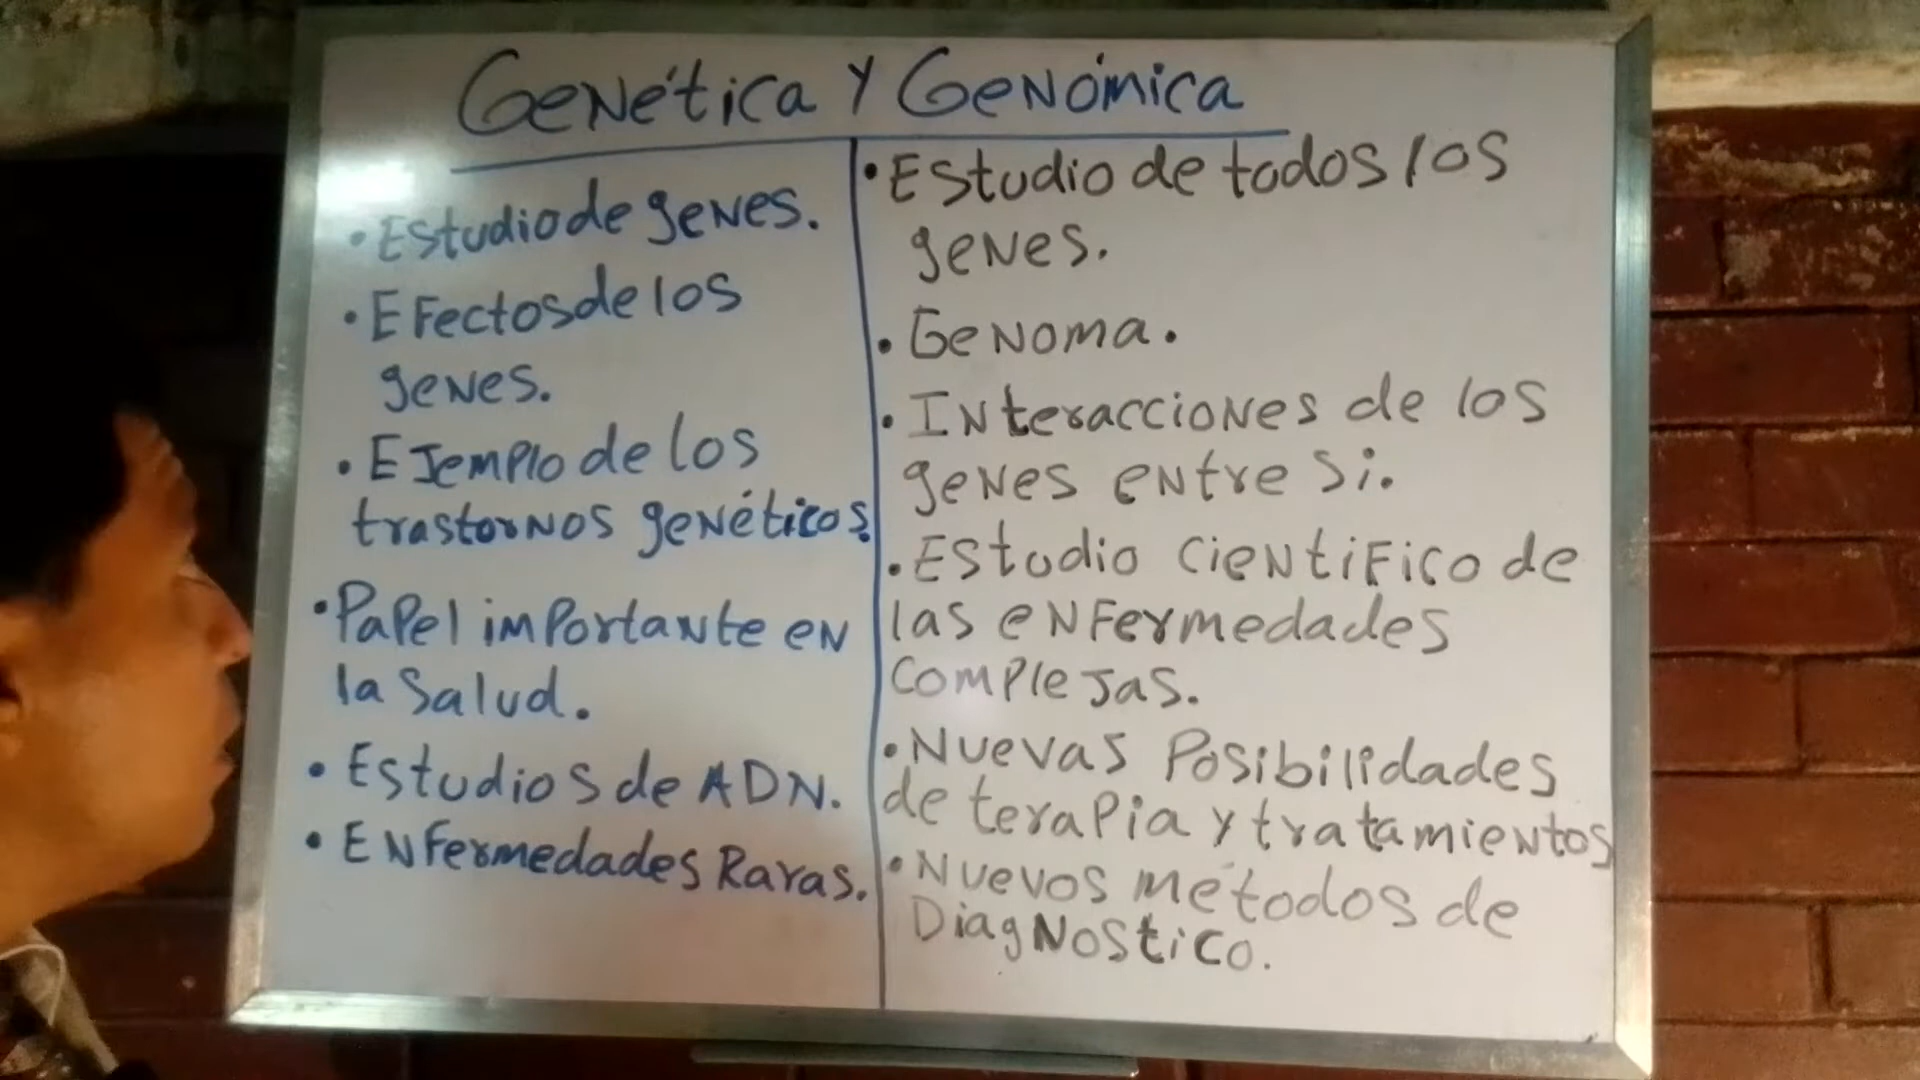 Genética y Genómica
• Estudio de genes.
• Efectos de los
genes.
• Ejemplo de los
trastornos genéticos.
• Papel importante en
la Salud.
• Estudios de ADN.
• Enfermedades Raras.
• Estudio de todos los
genes.
• Genoma.
• Interacciones de los
genes entre Si.
• Estudio Cientifico de
las enfermedades
Complejas.
• Nuevas Posibilidades
de terapia y tratamientos
• Nuevos métodos de
Diagnostico.